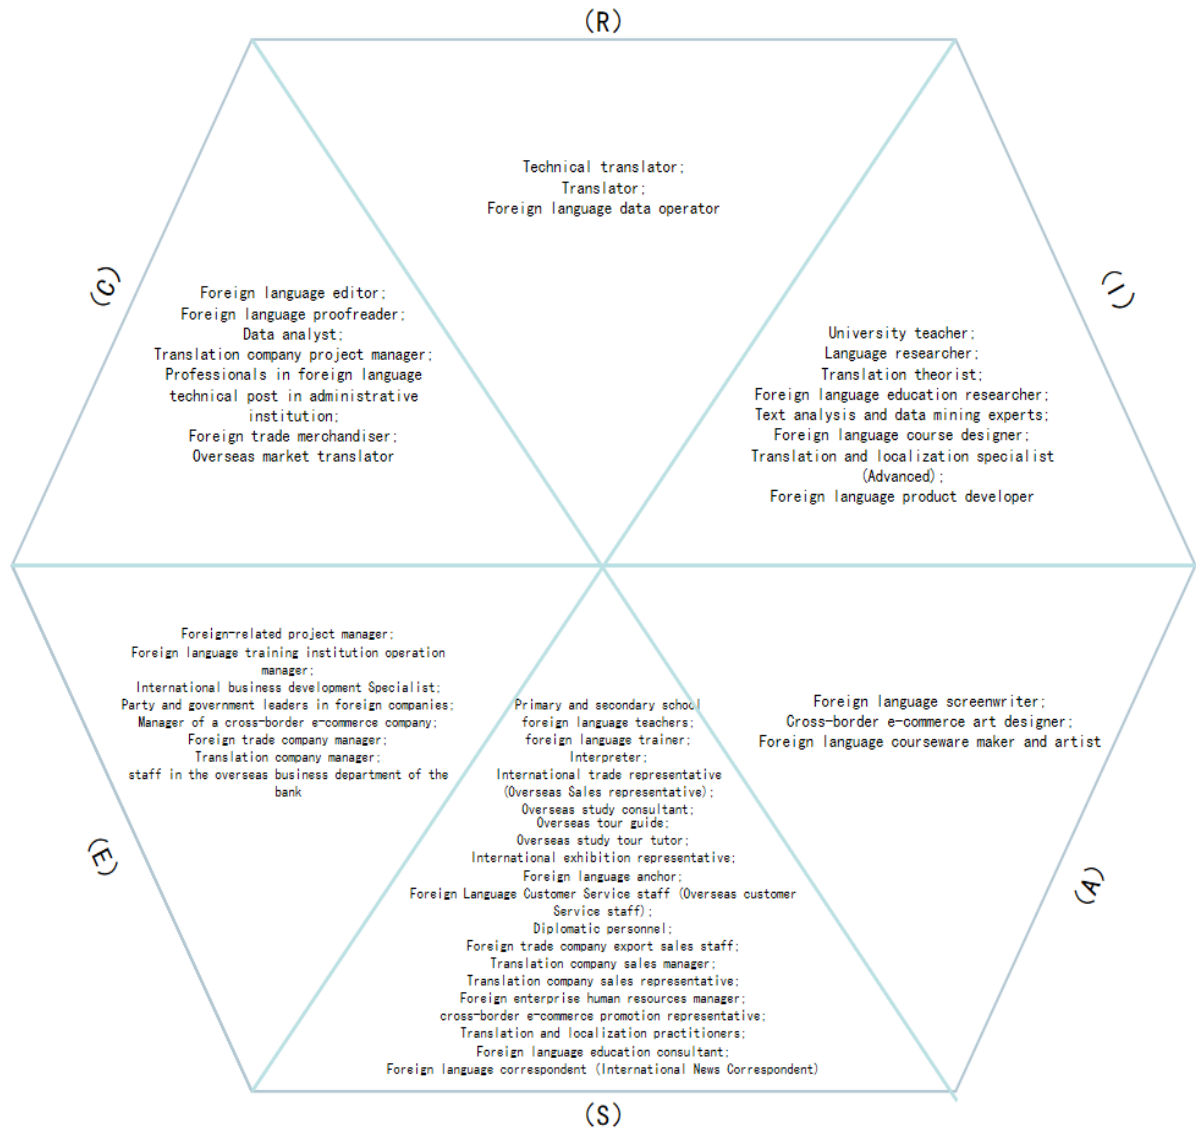 (R)
Technical translator;
Translator;
Foreign language data operator
(C)
Foreign language editor;
Foreign language proofreader;
Data analyst;
Translation company project manager;
Professionals in foreign language
technical post in administrative
institution;
Foreign trade merchandiser;
Overseas market translator
(I)
University teacher;
Language researcher;
Translation theorist;
Foreign language education researcher;
Text analysis and data mining experts;
Foreign language course designer;
Translation and localization specialist
(Advanced);
Foreign language product developer
Foreign-related project manager;
Foreign language training institution operation
manager;
International business development Specialist;
Party and government leaders in foreign companies;
Manager of a cross-border e-commerce company;
Foreign trade company manager;
Translation company manager;
staff in the overseas business department of the
bank
(E)
Primary and secondary school
foreign language teachers;
foreign language trainer;
Interpreter;
International trade representative
(Overseas Sales representative);
Overseas study consultant;
Overseas tour guide;
Overseas study tour tutor;
International exhibition representative;
Foreign language anchor;
Foreign Language Customer Service staff (Overseas customer
Service staff);
Diplomatic personnel;
Foreign trade company export sales staff;
Translation company sales manager;
Translation company sales representative;
Foreign enterprise human resources manager;
cross-border e-commerce promotion representative;
Translation and localization practitioners;
Foreign language education consultant;
Foreign language correspondent (International News Correspondent)
Foreign language screenwriter;
Cross-border e-commerce art designer;
Foreign language courseware maker and artist
(A)
(S)